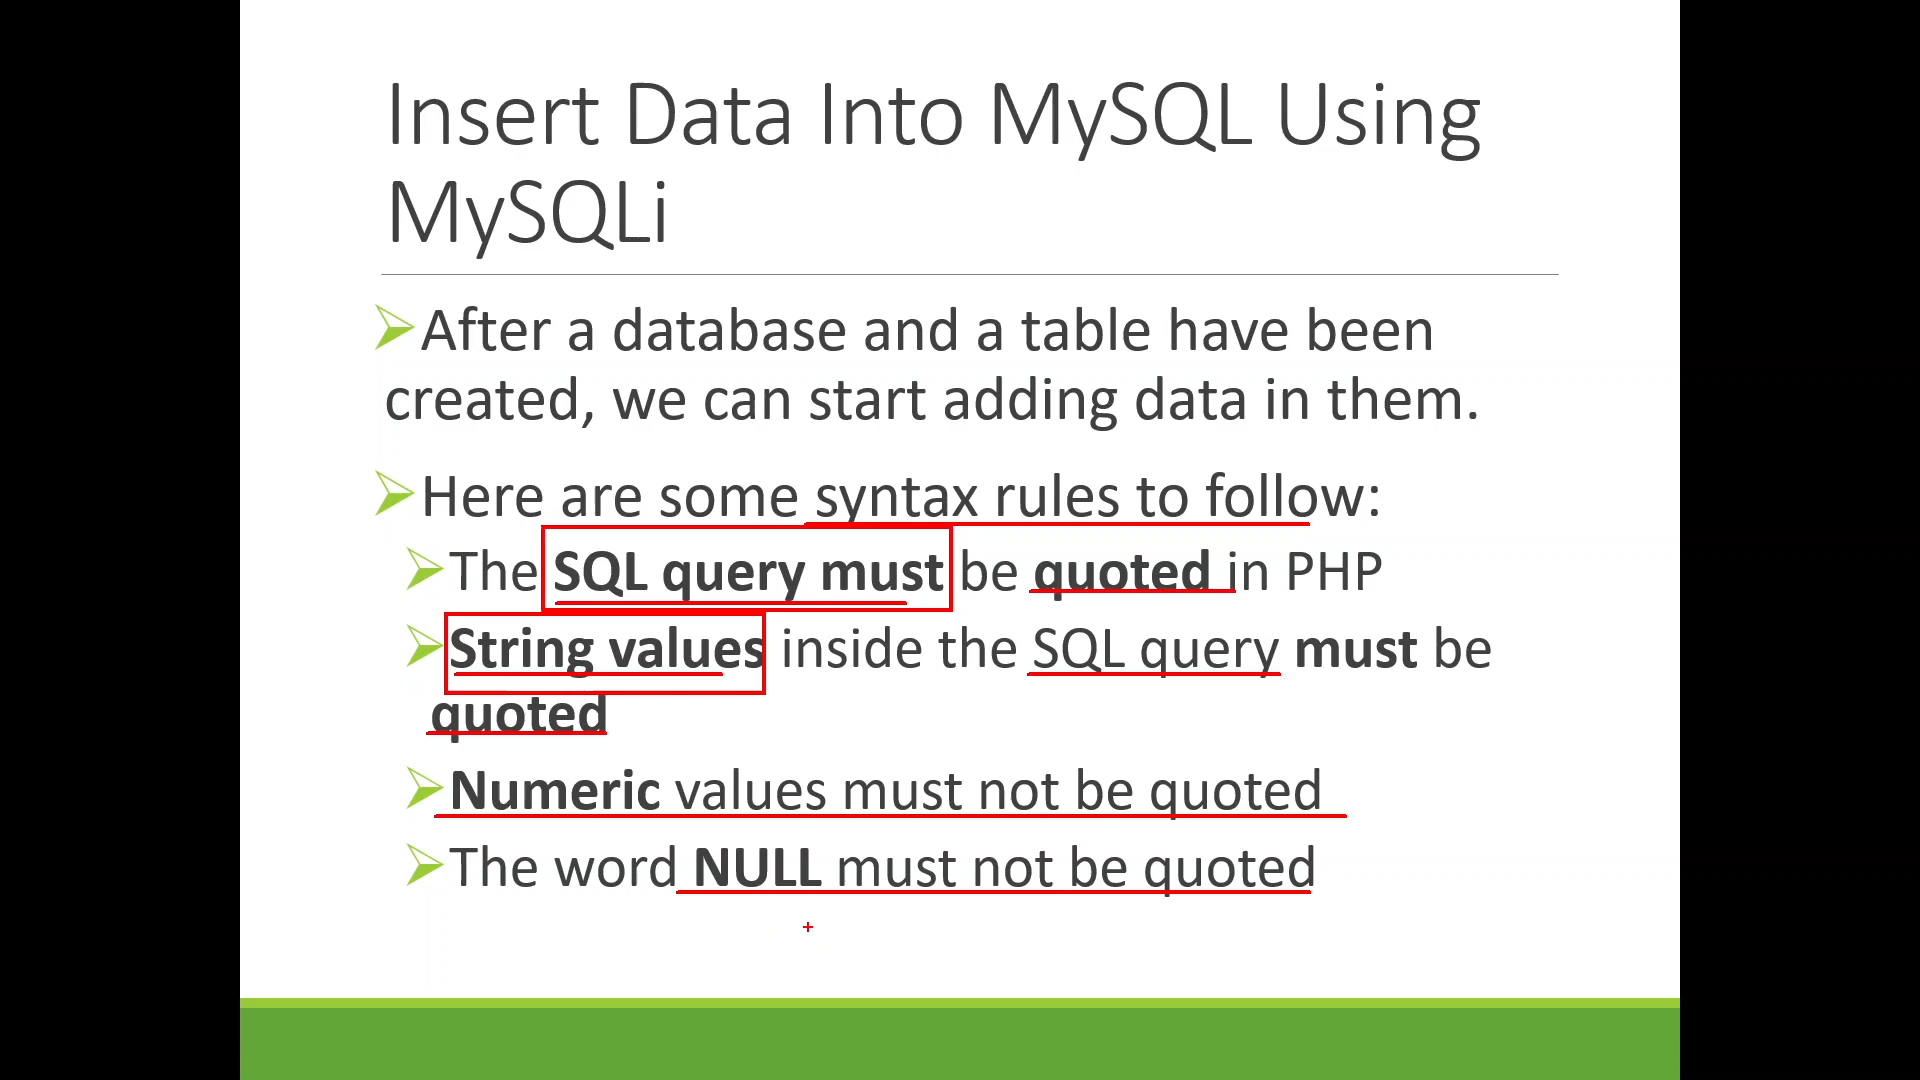 Insert Data Into MySQL Using
MySQLi
After a database and a table have been
created, we can start adding data in them.
Here are some syntax rules to follow:
The SQL query must be quoted in PHP
String values inside the SQL query must be
quoted
Numeric values must not be quoted
The word NULL must not be quoted